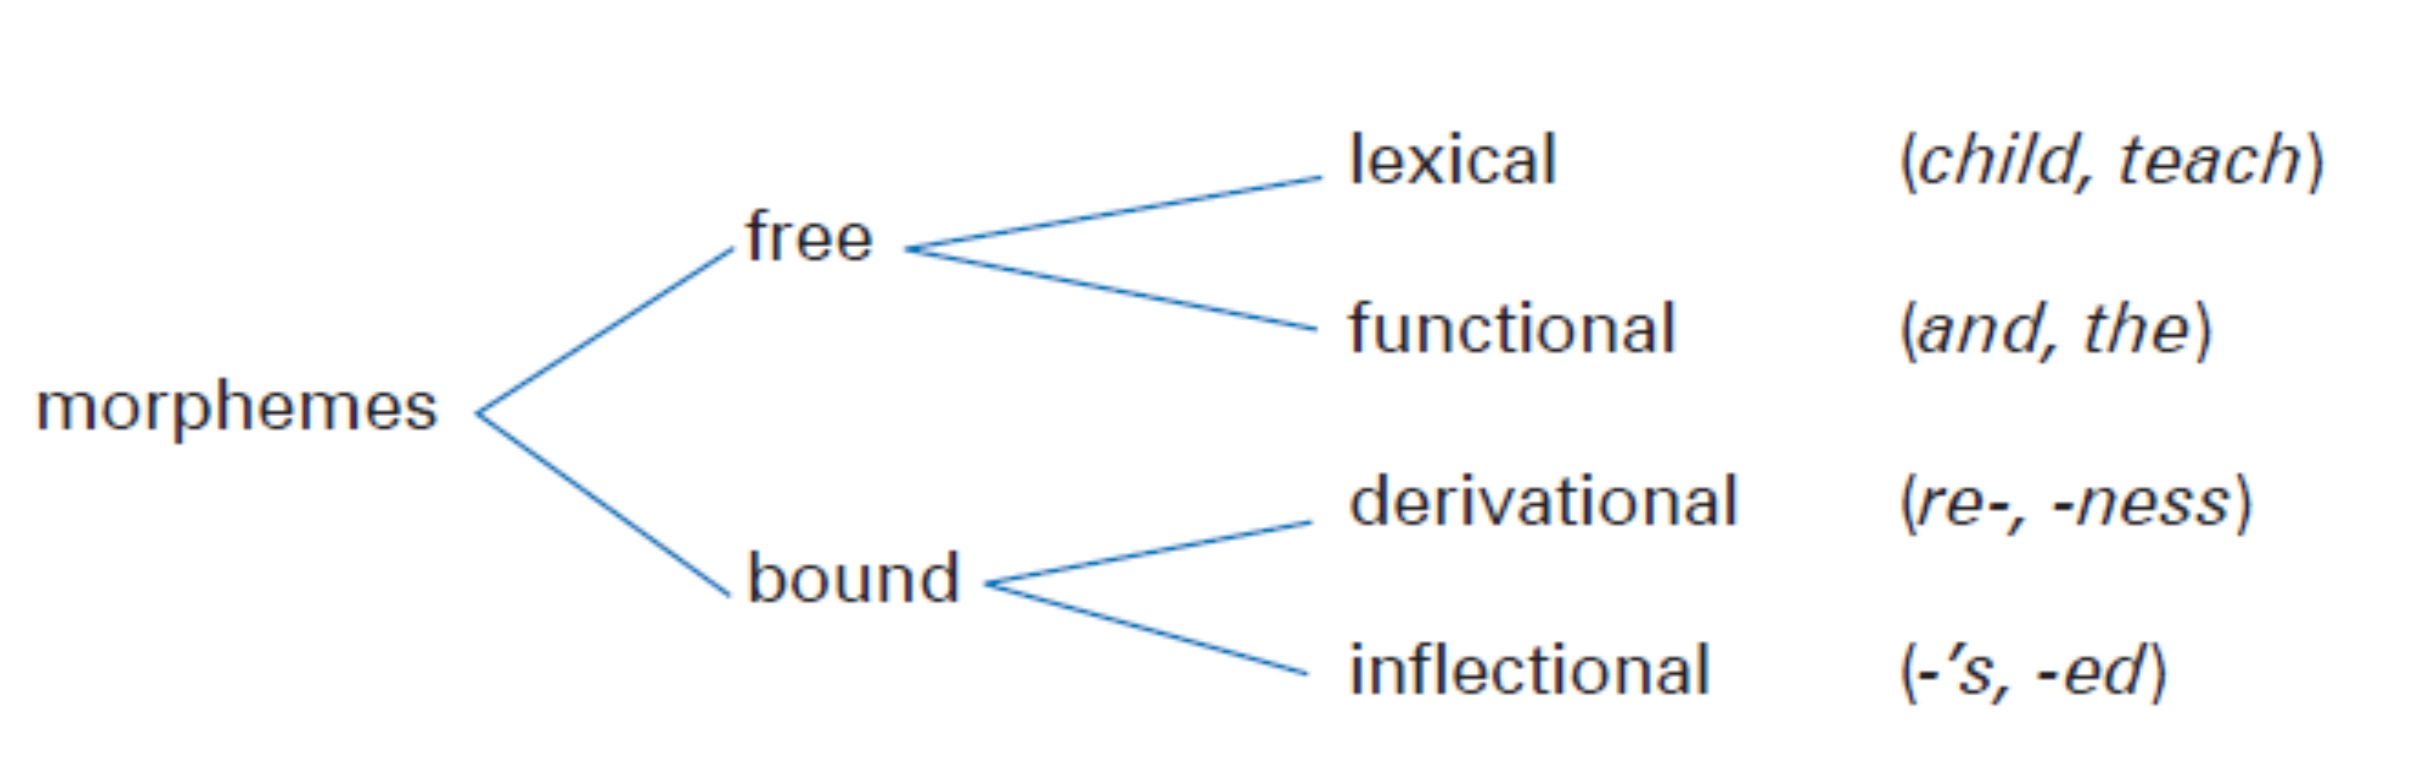 lexical (child, teach)
free
functional (and, the)
morphemes
derivational (re-, -ness)
bound
inflectional (-’s, -ed)